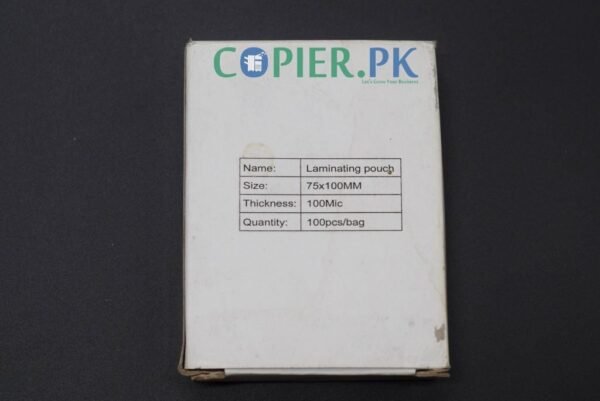 COPIER.PK
Let's Grow Your Business
Name: Laminating pouch
Size: 75x100MM
Thickness: 100Mic
Quantity: 100pcs/bag